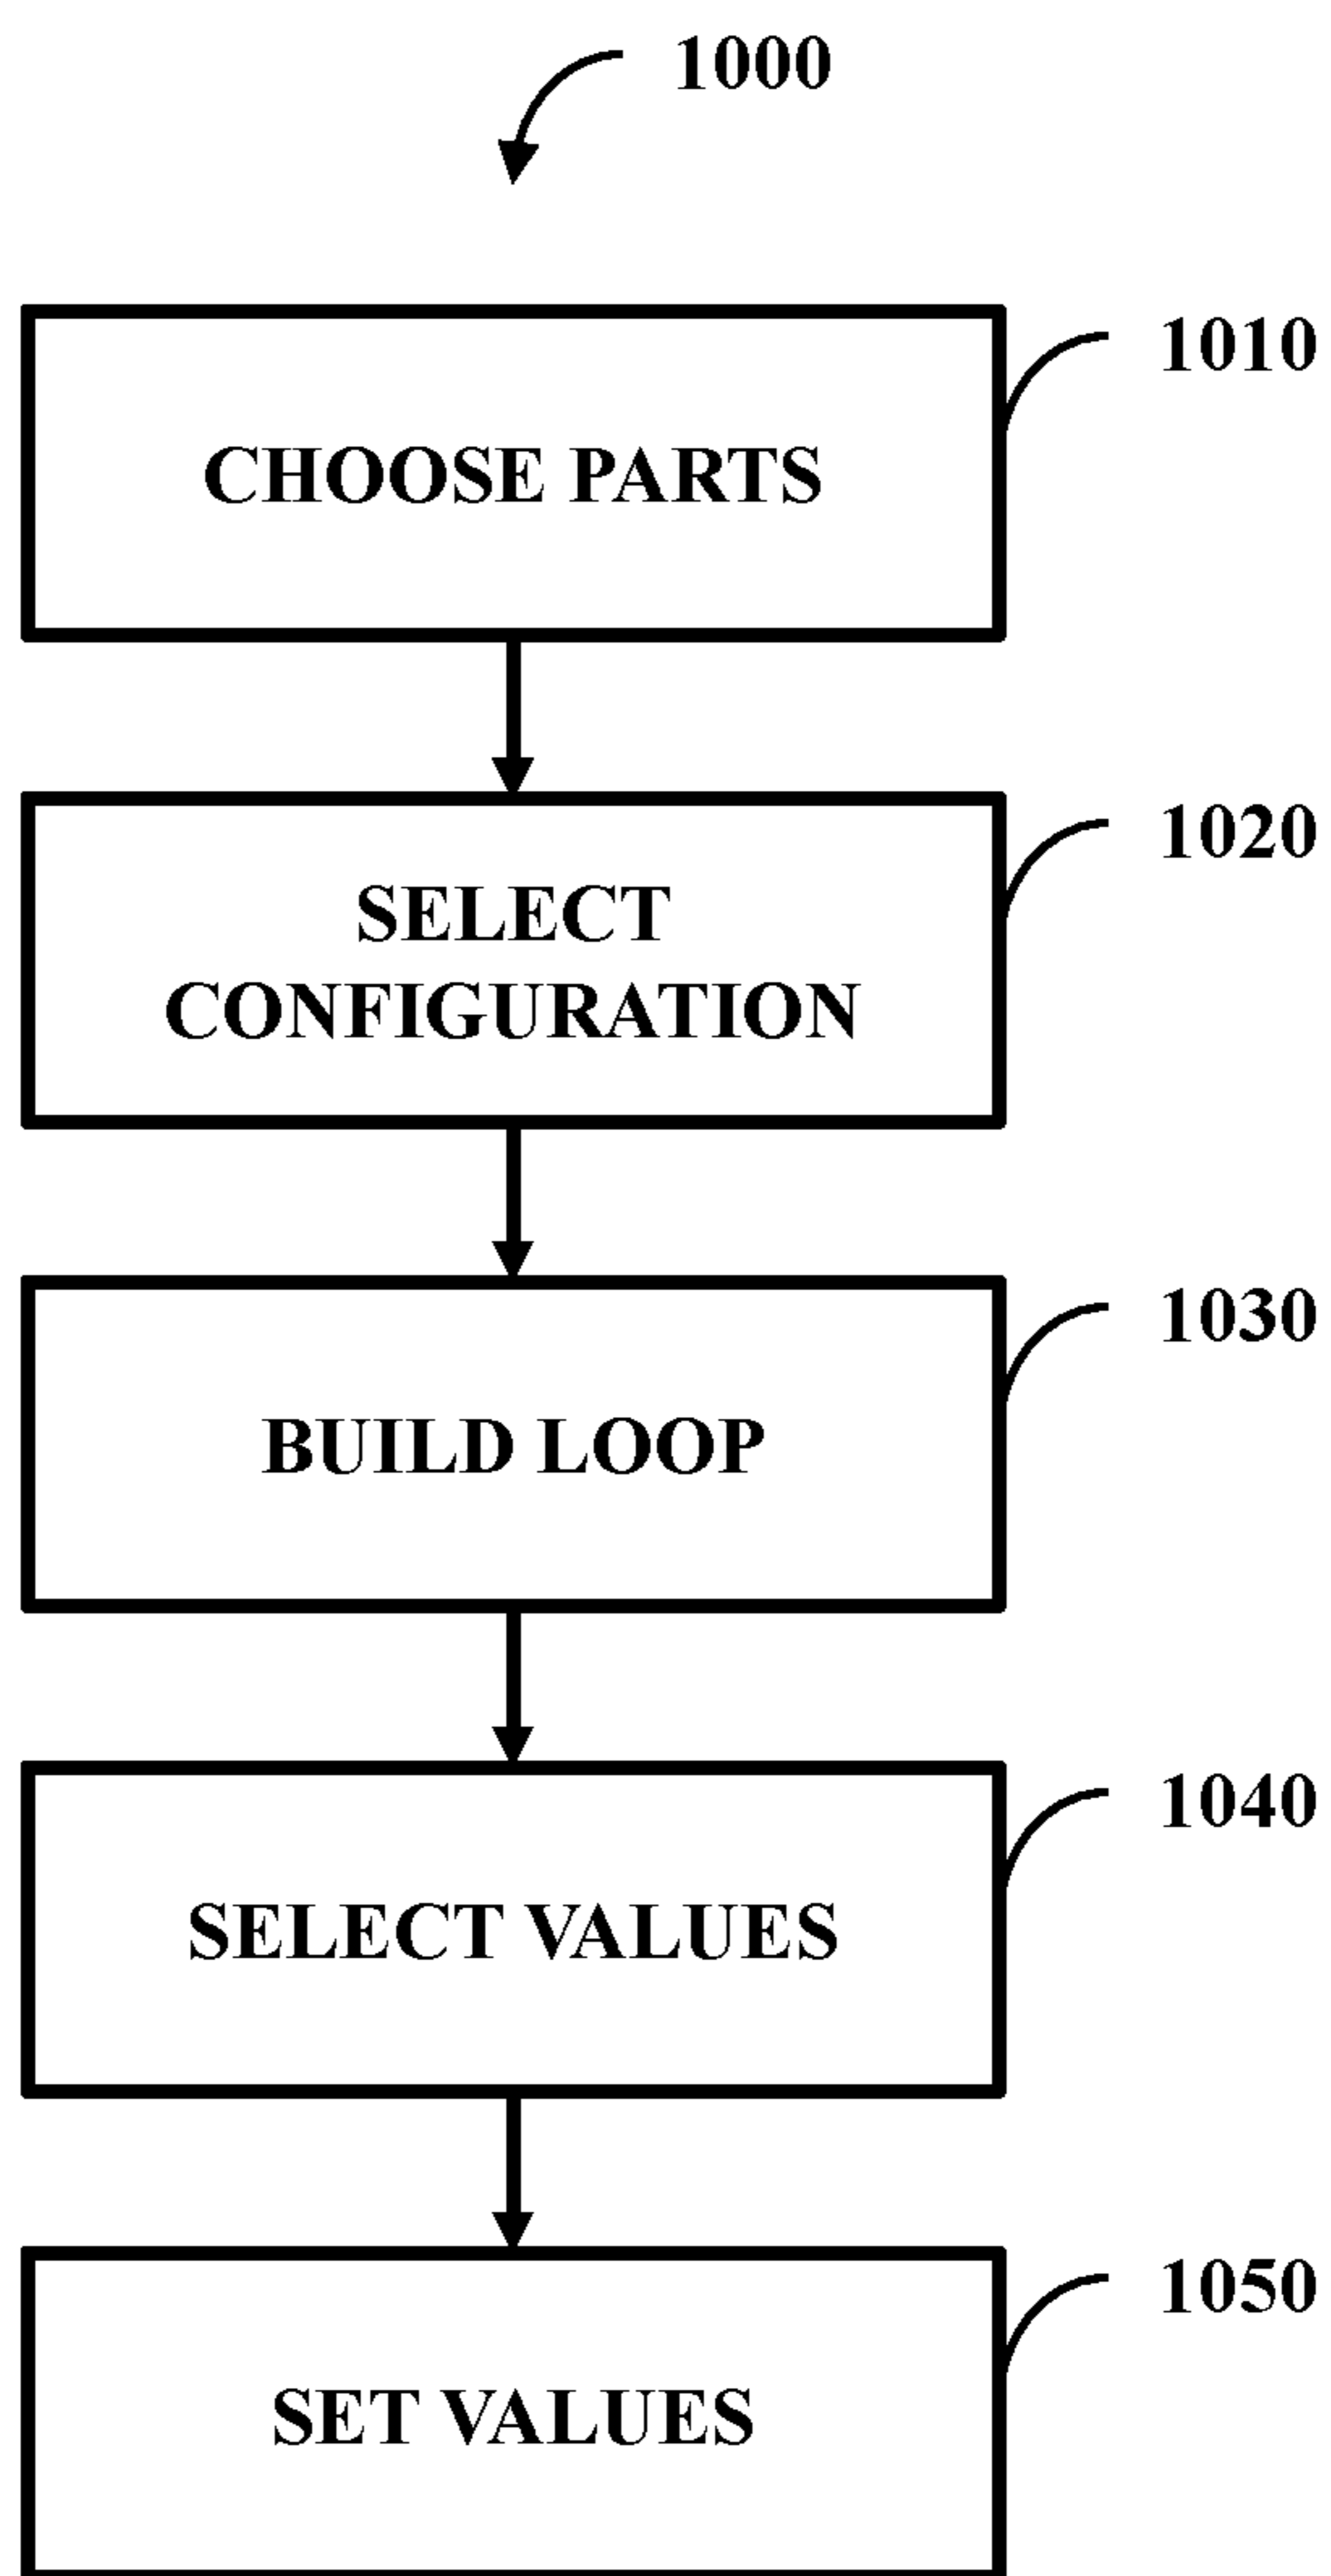 1000
1010
CHOOSE PARTS
1020
SELECT
CONFIGURATION
1030
BUILD LOOP
1040
SELECT VALUES
1050
SET VALUES